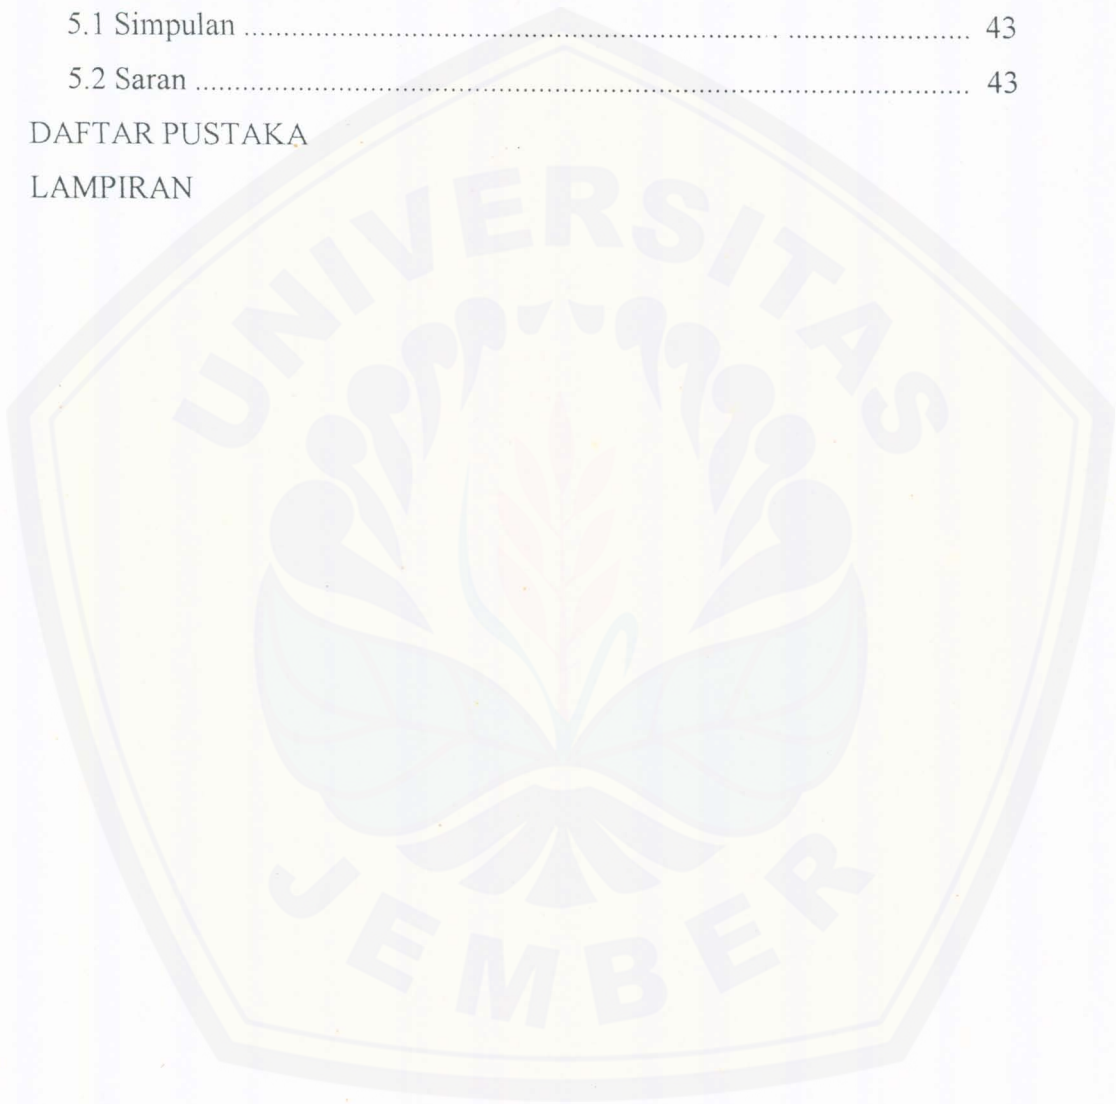 5.1 Simpulan ........................................................................ 43
5.2 Saran ............................................................................. 43
DAFTAR PUSTAKA
LAMPIRAN
UNIVERSITAS
JEMBER